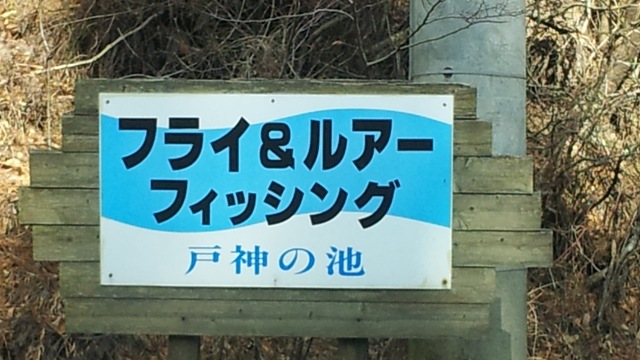 フライ&ルアー
フィッシング
戸神の池